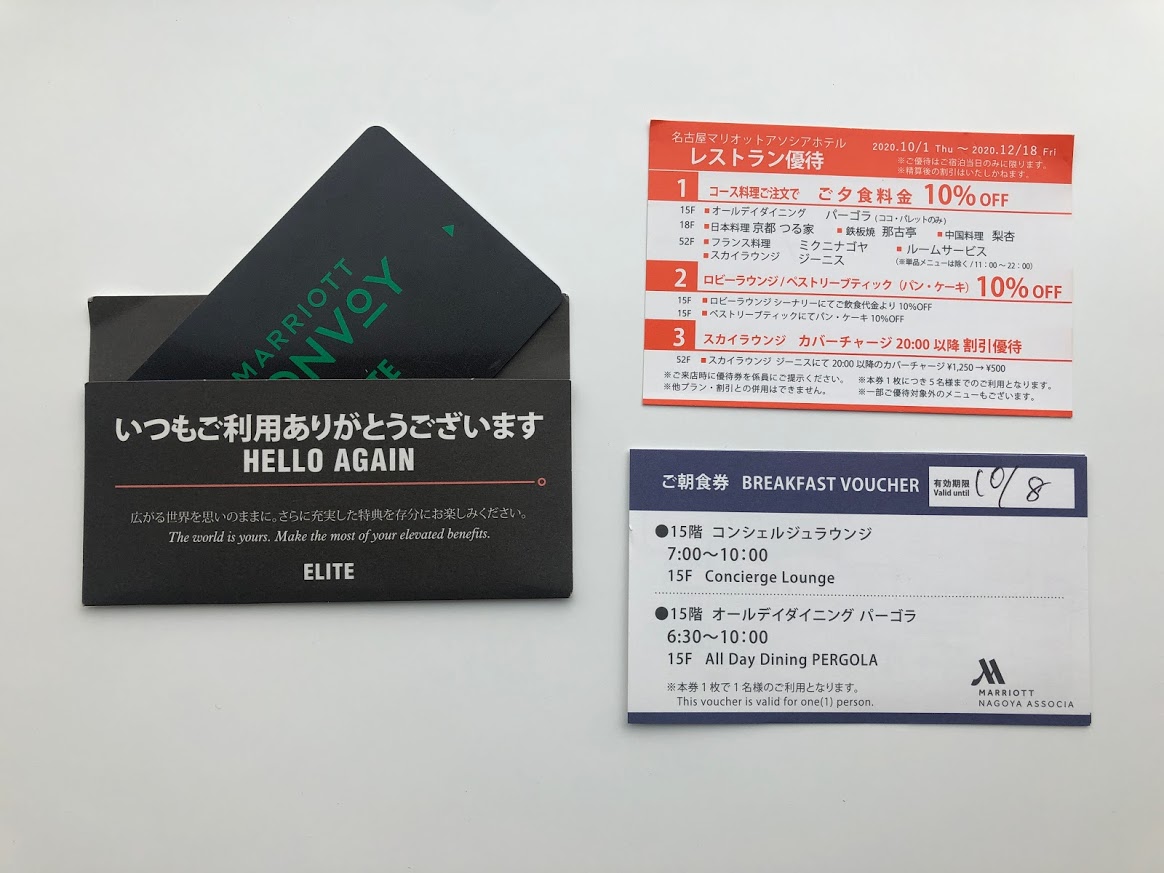 MARRIOTT
ONVOY
いつもご利用ありがとうございます
HELLO AGAIN
広がる世界を思いのままに。さらに充実した特典を存分にお楽しみください。
The world is yours. Make the most of your elevated benefits.
ELITE
名古屋マリオットアソシアホテル
レストラン優待
2020.10/1 Thu ～ 2020.12/18 Fri
※ご優待はご宿泊当日のみに限ります。
※精算後の割引はいたしかねます。
1 コース料理ご注文で ご夕食料金 10% OFF
15F ■オールデイダイニング パーゴラ (ココ・パレットのみ)
18F ■日本料理 京都 つる家 ■鉄板焼 那古亭 ■中国料理 梨杏
52F ■フランス料理 ミクニナゴヤ ■ルームサービス
■スカイラウンジ ジーニス (※単品メニューは除く/11:00～22:00)
2 ロビーラウンジ/ペストリーブティック (パン・ケーキ) 10% OFF
15F ■ロビーラウンジ シーナリーにてご飲食代金より 10%OFF
15F ■ペストリーブティックにてパン・ケーキ 10%OFF
3 スカイラウンジ カバーチャージ 20:00 以降 割引優待
52F ■スカイラウンジ ジーニスにて 20:00 以降のカバーチャージ ¥1,250→¥500
※ご来店時に優待券を係員にご提示ください。 ※本券1枚につき5名様までのご利用となります。
※他プラン・割引との併用はできません。 ※一部ご優待対象外のメニューもございます。
ご朝食券 BREAKFAST VOUCHER 有効期限 10/8
Valid until
●15階 コンシェルジュラウンジ
7:00～10:00
15F Concierge Lounge
●15階 オールデイダイニング パーゴラ
6:30～10:00
15F All Day Dining PERGOLA
※本券1枚で1名様のご利用となります。
This voucher is valid for one(1) person.
MARRIOTT
NAGOYA ASSOCIA